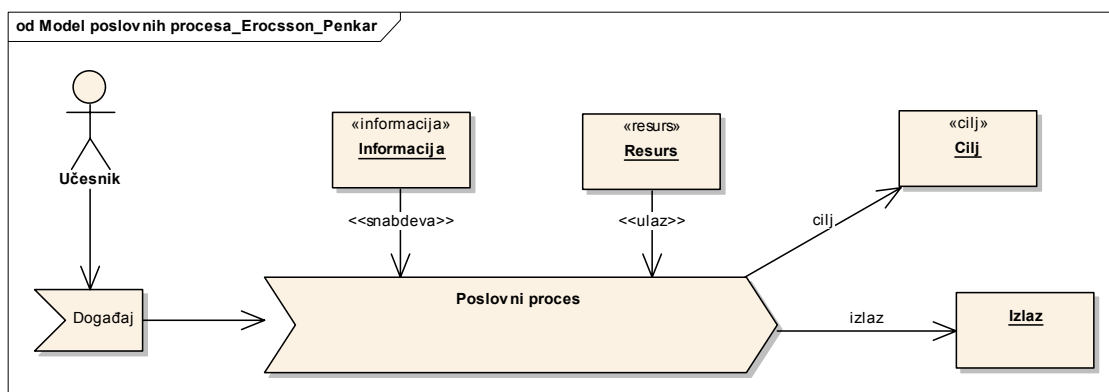 od Model poslovnih procesa_Erocsson_Penkar
Učesnik
«informacija»
Informacija
«resurs»
Resurs
«cilj»
Cilj
<<snabdeva>>
<<ulaz>>
cilj
Događaj
Poslovni proces
izlaz
Izlaz